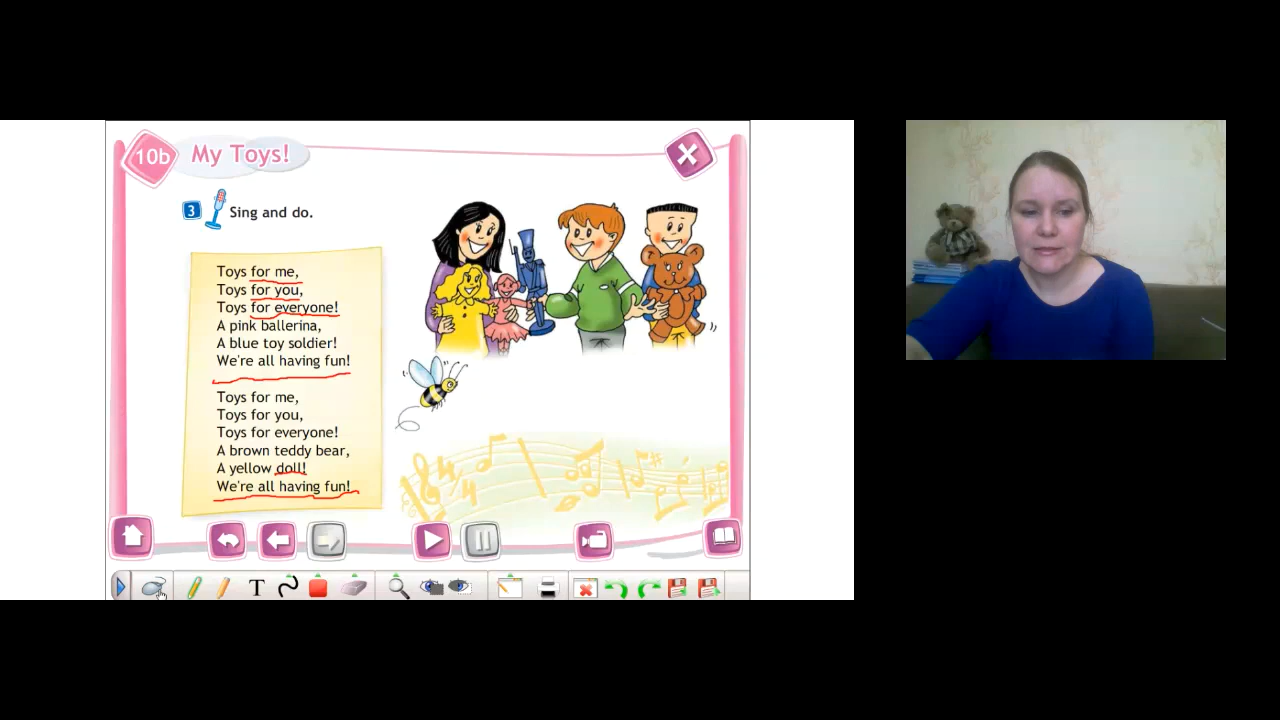 10b My Toys!
3 Sing and do.
Toys for me,
Toys for you,
Toys for everyone!
A pink ballerina,
A blue toy soldier!
We're all having fun!
Toys for me,
Toys for you,
Toys for everyone!
A brown teddy bear,
A yellow doll!
We're all having fun!
T